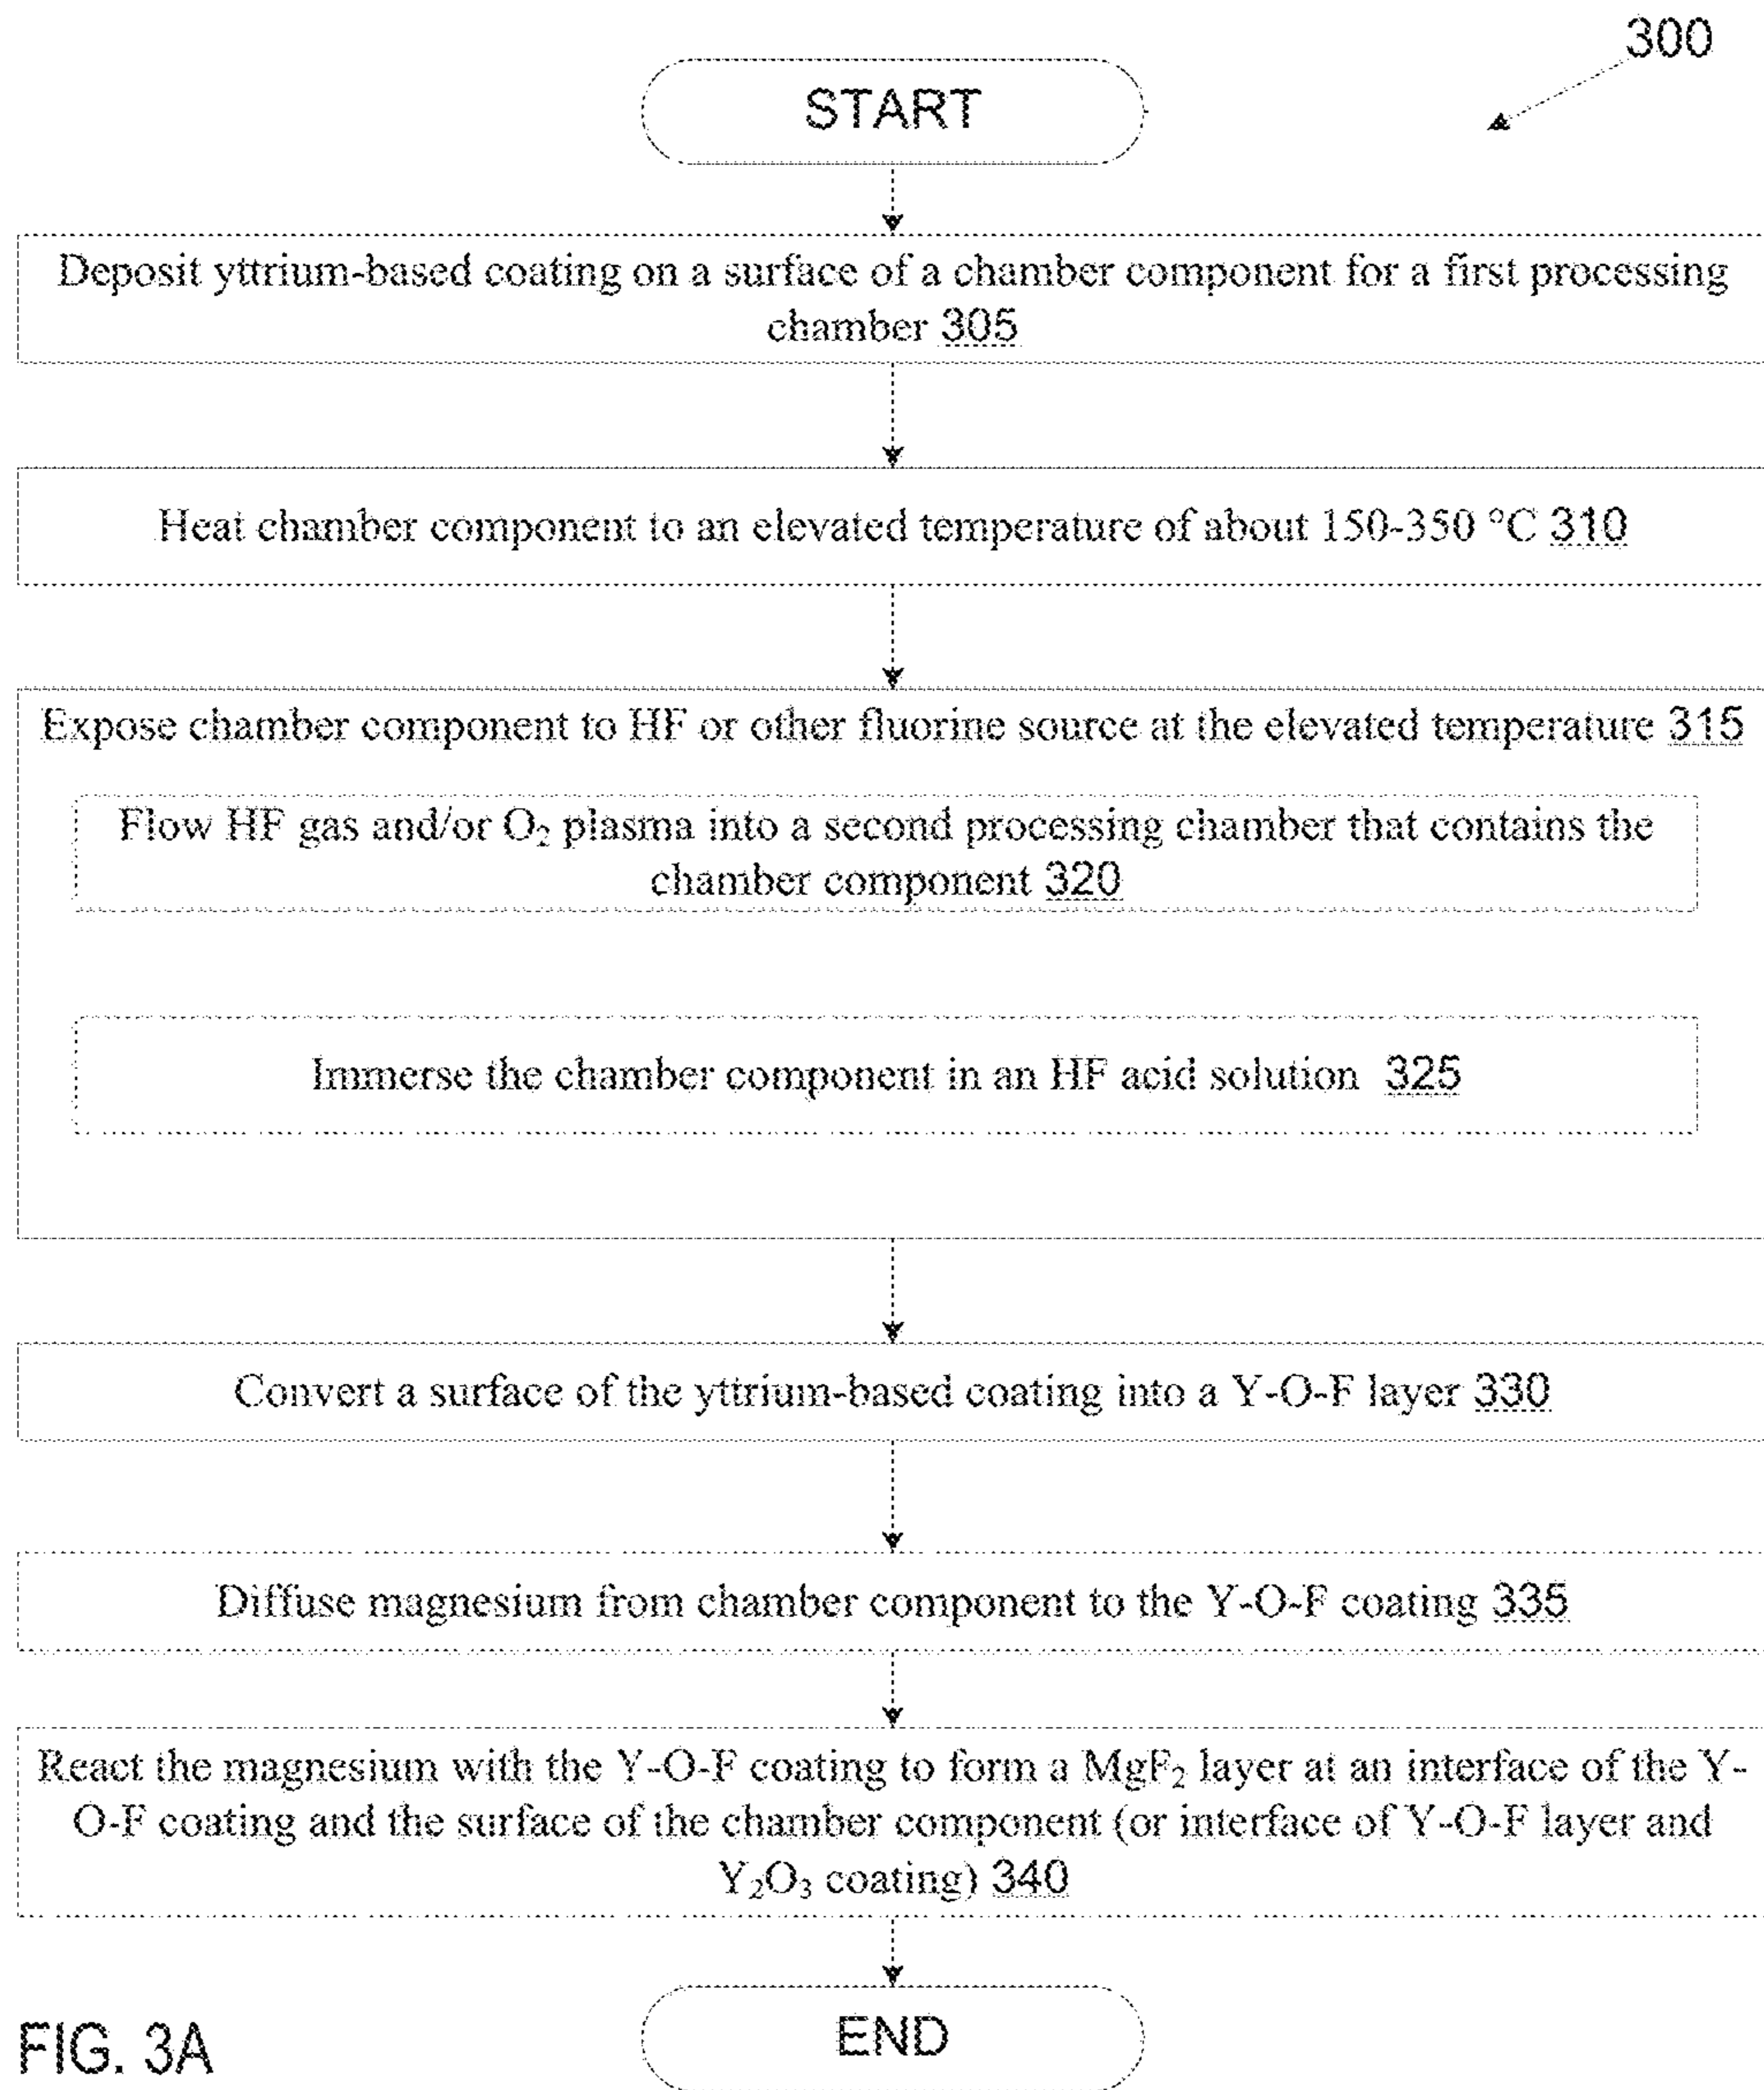 300
START
Deposit yttrium-based coating on a surface of a chamber component for a first processing
chamber 305
Heat chamber component to an elevated temperature of about 150-350 °C 310
Expose chamber component to HF or other fluorine source at the elevated temperature 315
Flow HF gas and/or O₂ plasma into a second processing chamber that contains the
chamber component 320
Immerse the chamber component in an HF acid solution 325
Convert a surface of the yttrium-based coating into a Y-O-F layer 330
Diffuse magnesium from chamber component to the Y-O-F coating 335
React the magnesium with the Y-O-F coating to form a MgF₂ layer at an interface of the Y-
O-F coating and the surface of the chamber component (or interface of Y-O-F layer and
Y₂O₃ coating) 340
END
FIG. 3A